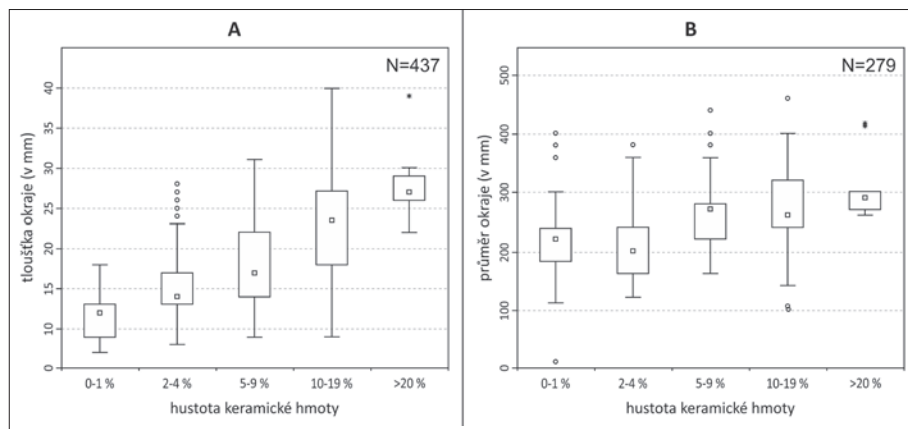 A
N=437
40
35
30
25
20
15
10
0
tloušťka okraje (v mm)
0-1 % 2-4 % 5-9 % 10-19 % >20 %
hustota keramické hmoty
B
N=279
500
400
300
200
100
0
průměr okraje (v mm)
0-1 % 2-4 % 5-9 % 10-19 % >20 %
hustota keramické hmoty